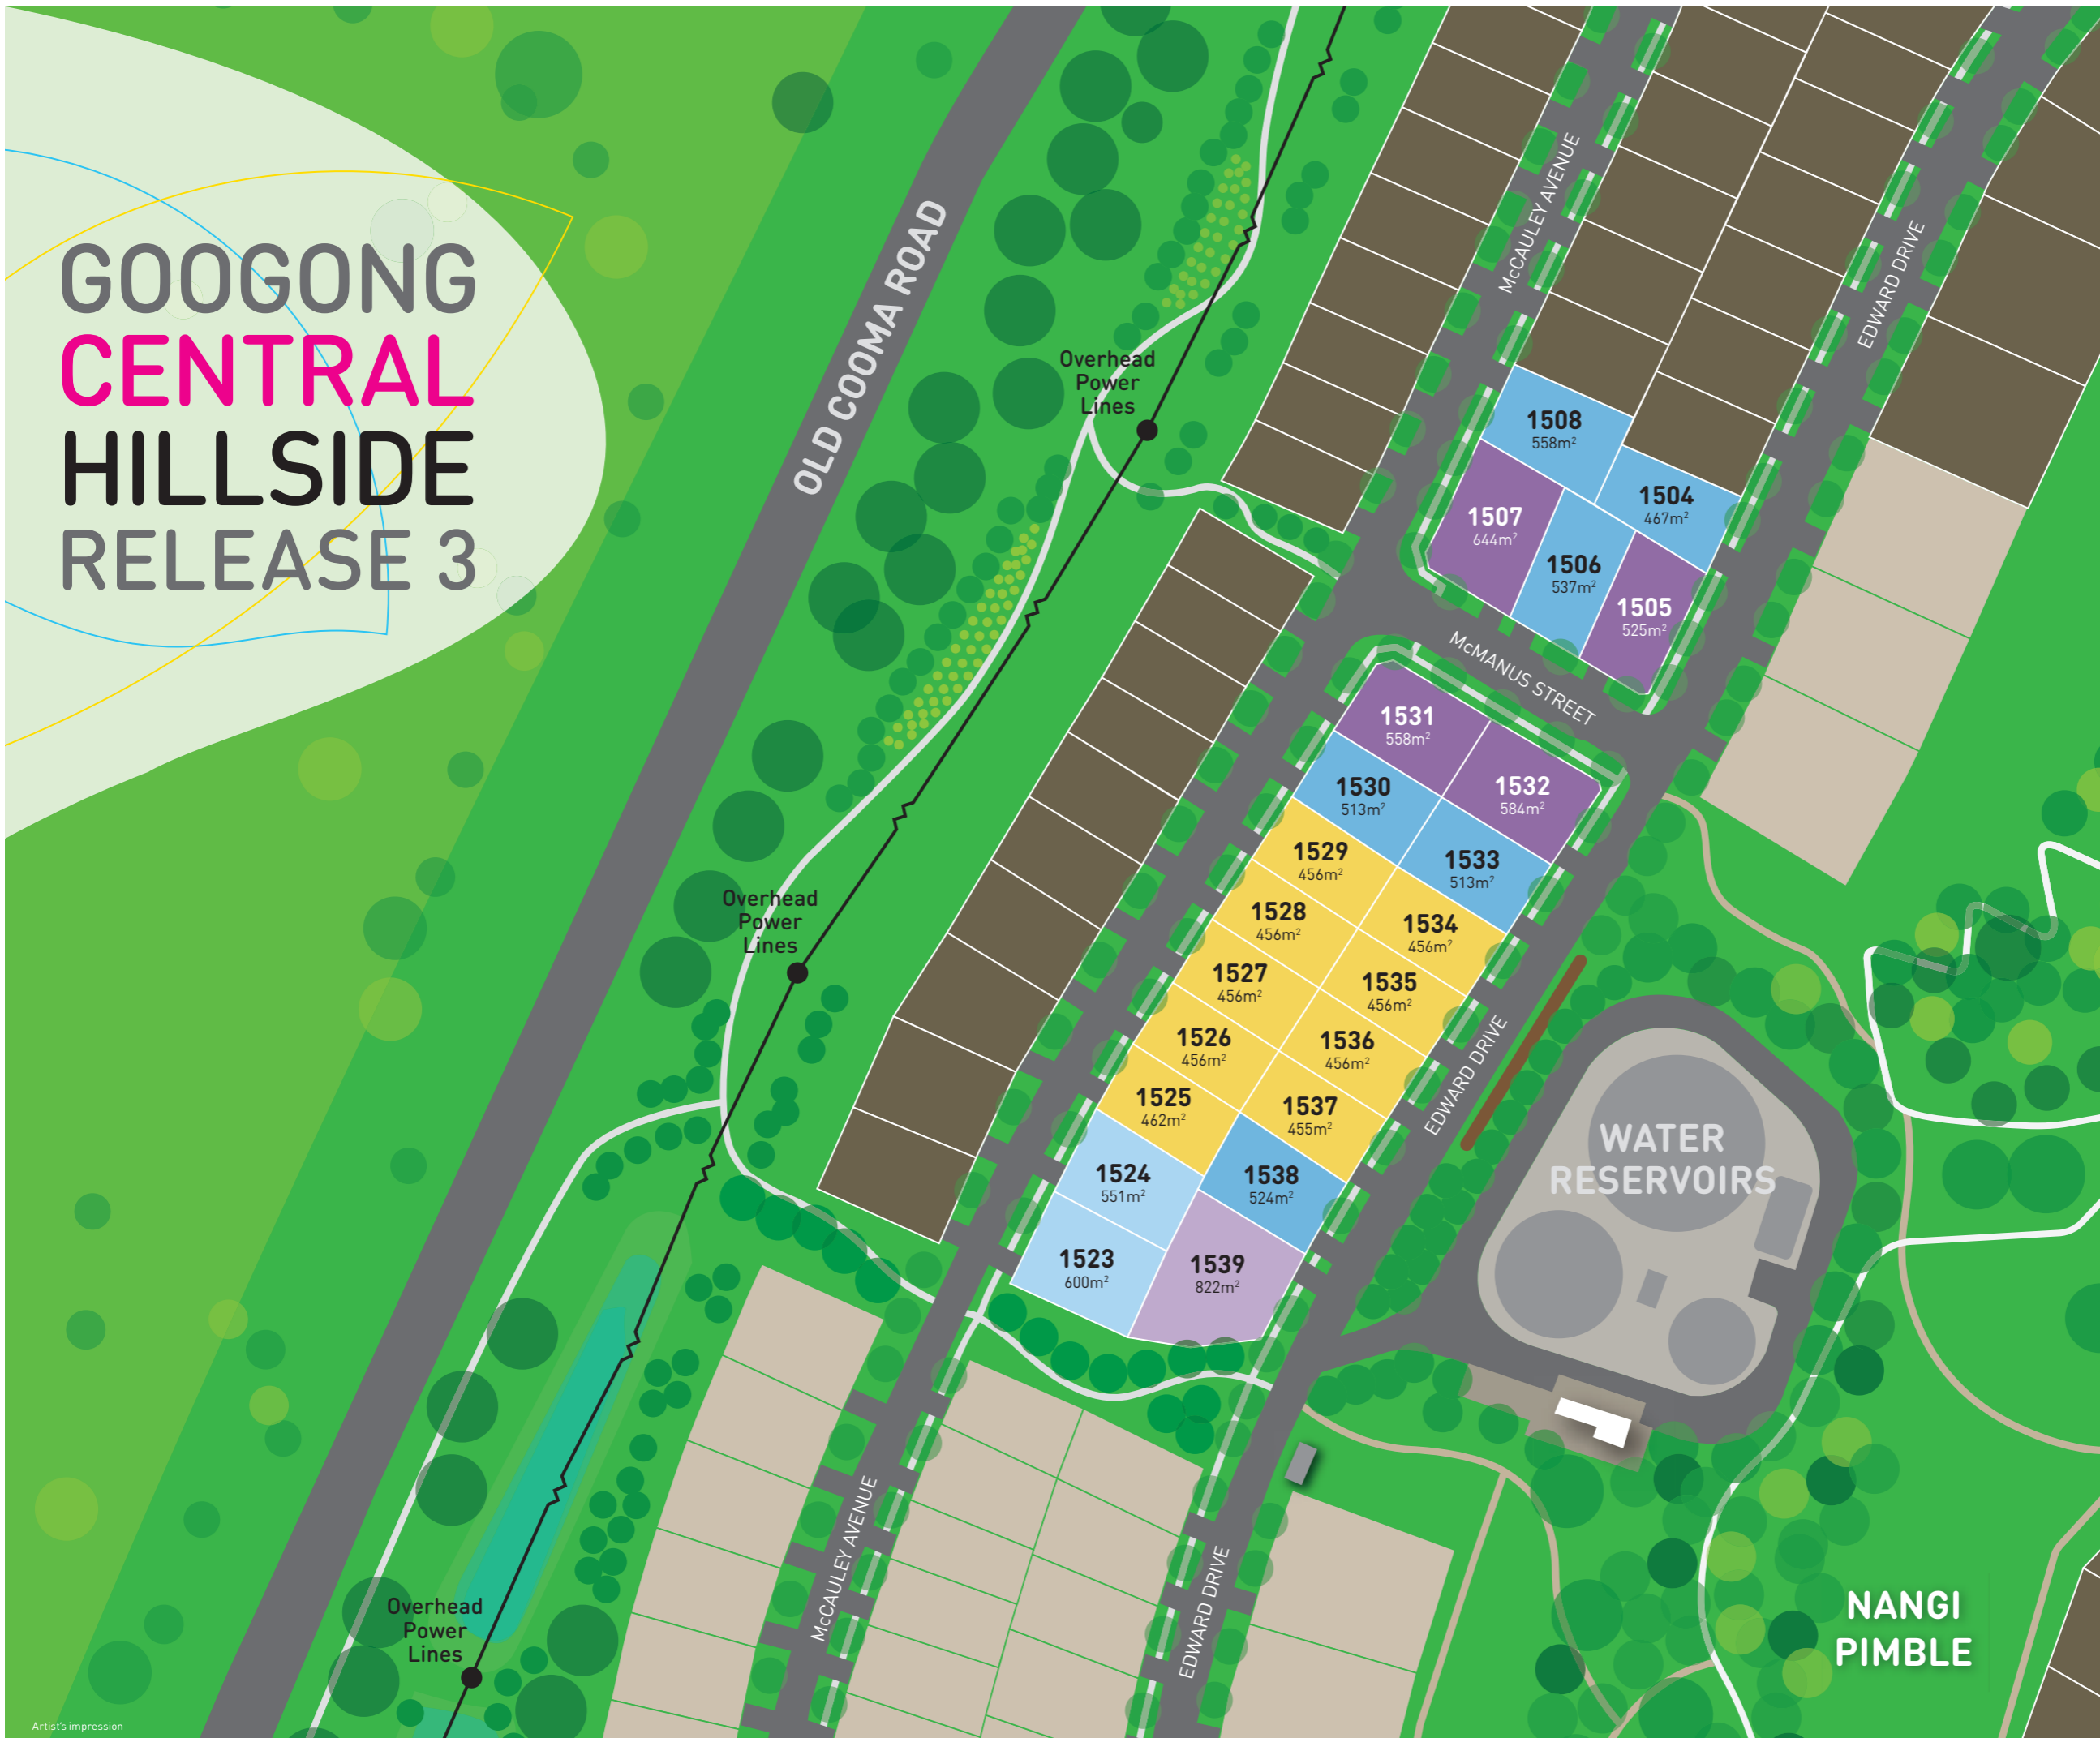 GOOGONG
CENTRAL
HILLSIDE
RELEASE 3
OLD COOMA ROAD
McCAULEY AVENUE
EDWARD DRIVE
Overhead
Power
Lines
1508
558m²
1504
467m²
1507
644m²
1506
537m²
1505
525m²
McMANUS STREET
1531
558m²
1532
584m²
1530
513m²
1533
513m²
1529
456m²
1534
456m²
1528
456m²
1535
456m²
1527
456m²
1536
456m²
1526
456m²
1537
455m²
1525
462m²
1538
524m²
1524
551m²
1539
822m²
1523
600m²
Overhead
Power
Lines
EDWARD DRIVE
WATER
RESERVOIRS
McCAULEY AVENUE
EDWARD DRIVE
Overhead
Power
Lines
NANGI
PIMBLE
Artist's impression